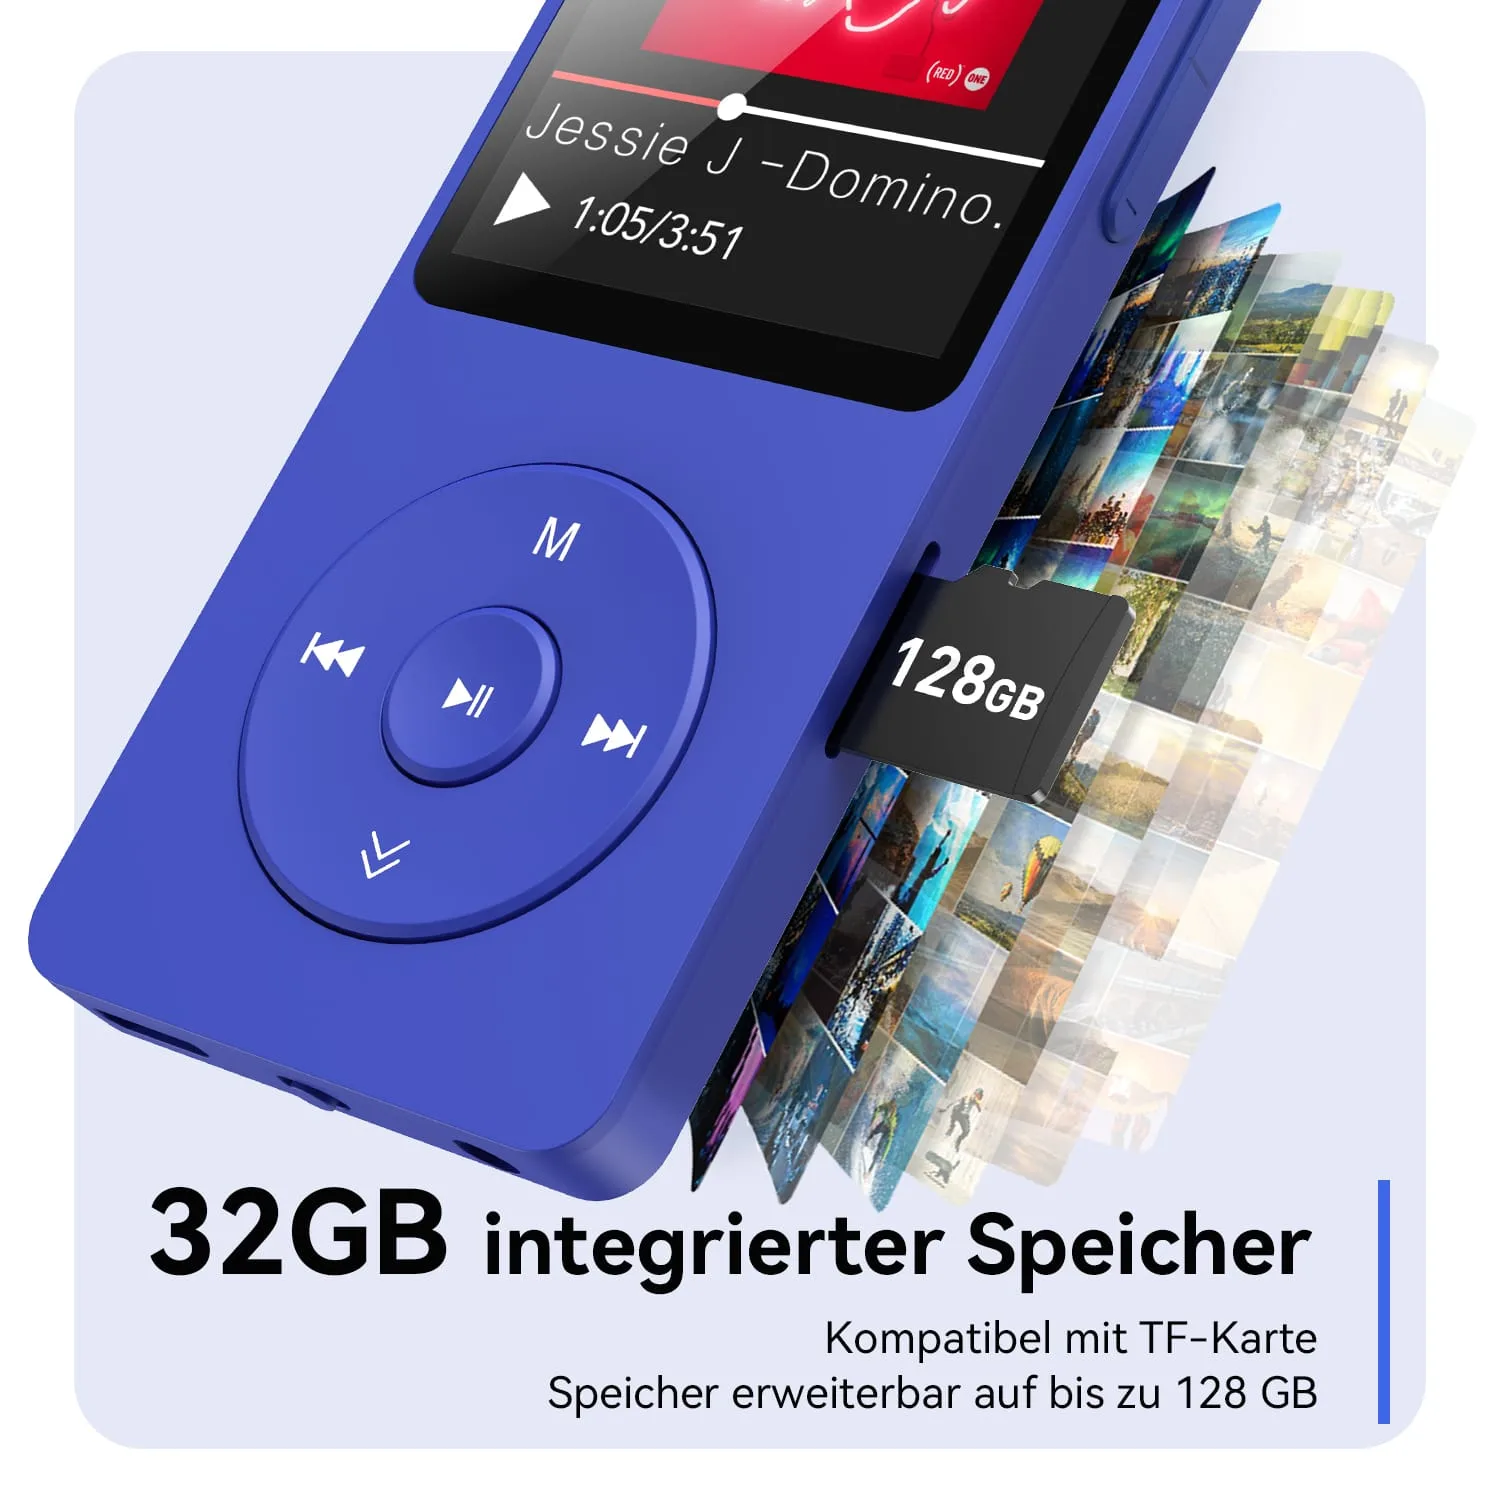 (RED) ONE
Jessie J -Domino.
1:05/3:51
M
128GB
32GB integrierter Speicher
Kompatibel mit TF-Karte
Speicher erweiterbar auf bis zu 128 GB